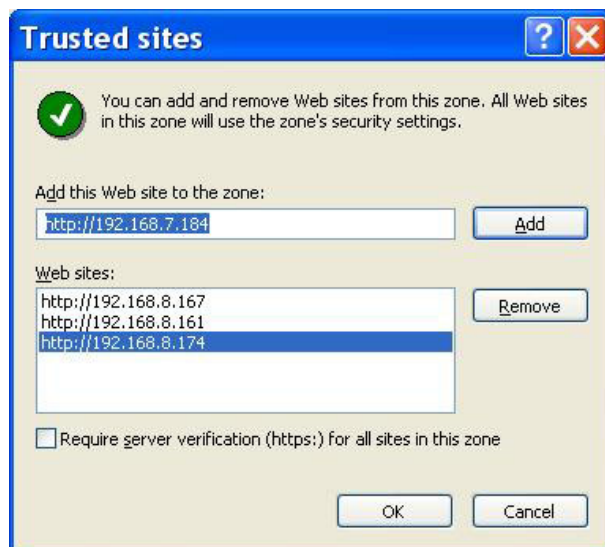 Trusted sites
You can add and remove Web sites from this zone. All Web sites
in this zone will use the zone's security settings.
Add this Web site to the zone:
http://192.168.7.184
Add
Web sites:
http://192.168.8.167
http://192.168.8.161
http://192.168.8.174
Remove
Require server verification (https:) for all sites in this zone
OK
Cancel